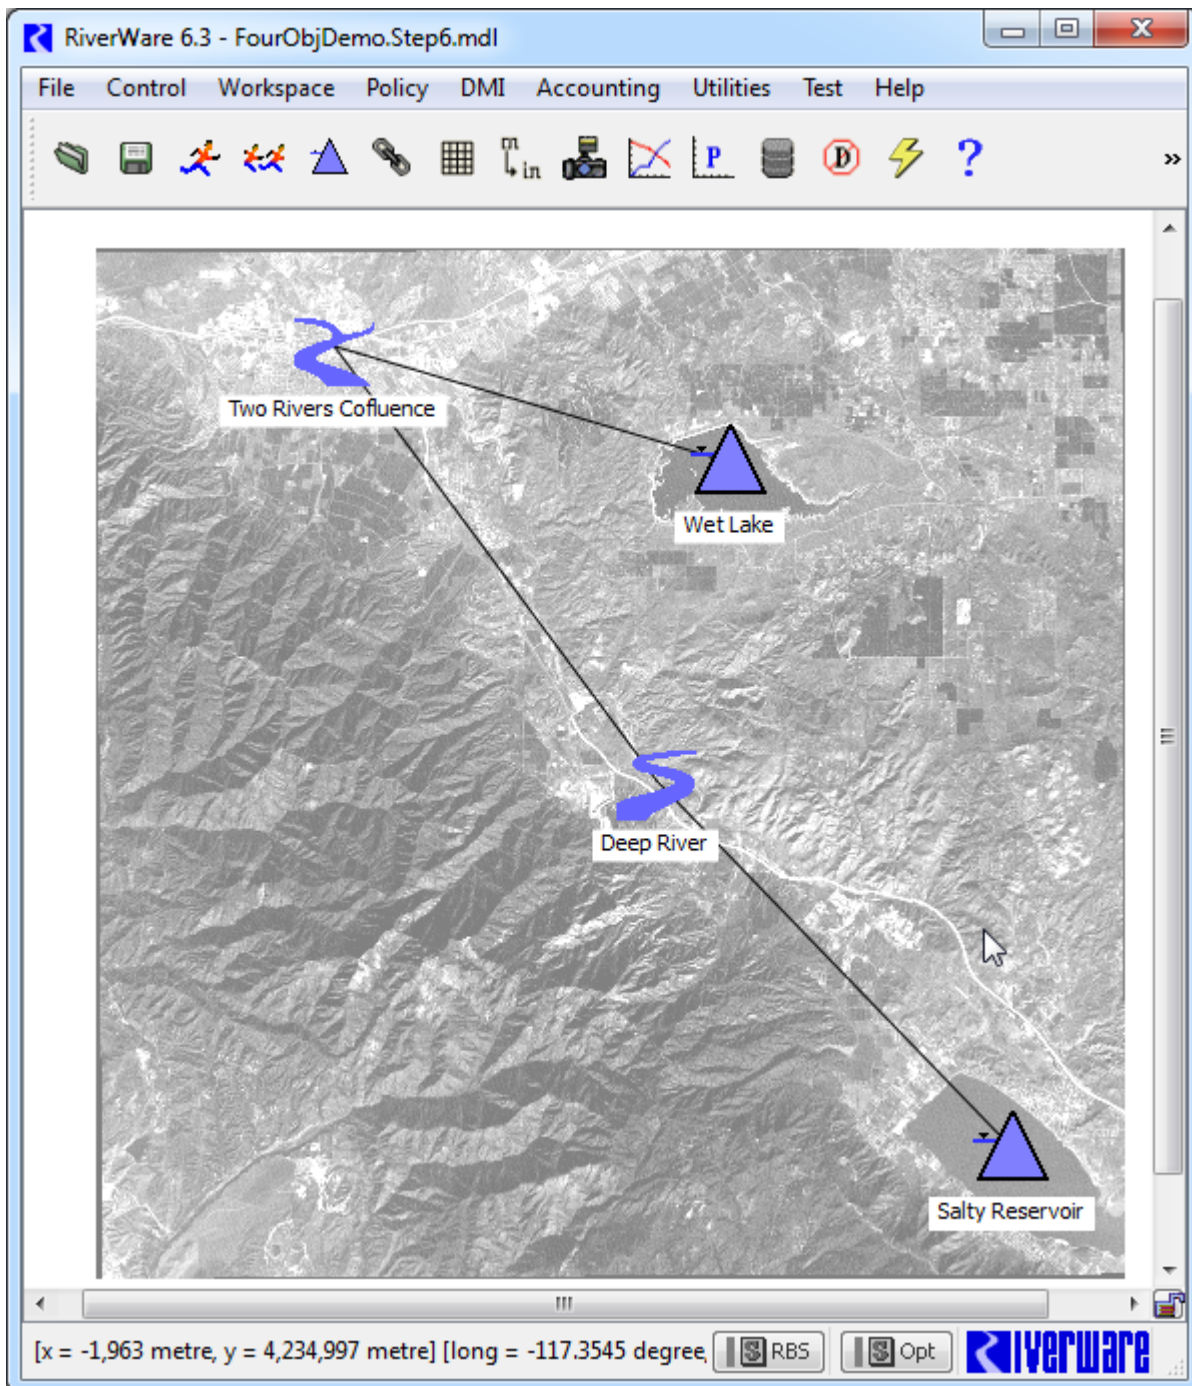 RiverWare 6.3 - FourObjDemo.Step6.mdl
File Control Workspace Policy DMI Accounting Utilities Test Help
m in P D ? »
Two Rivers Cofluence
Wet Lake
Deep River
Salty Reservoir
[x = -1,963 metre, y = 4,234,997 metre] [long = -117.3545 degree, S RBS S Opt Riverware